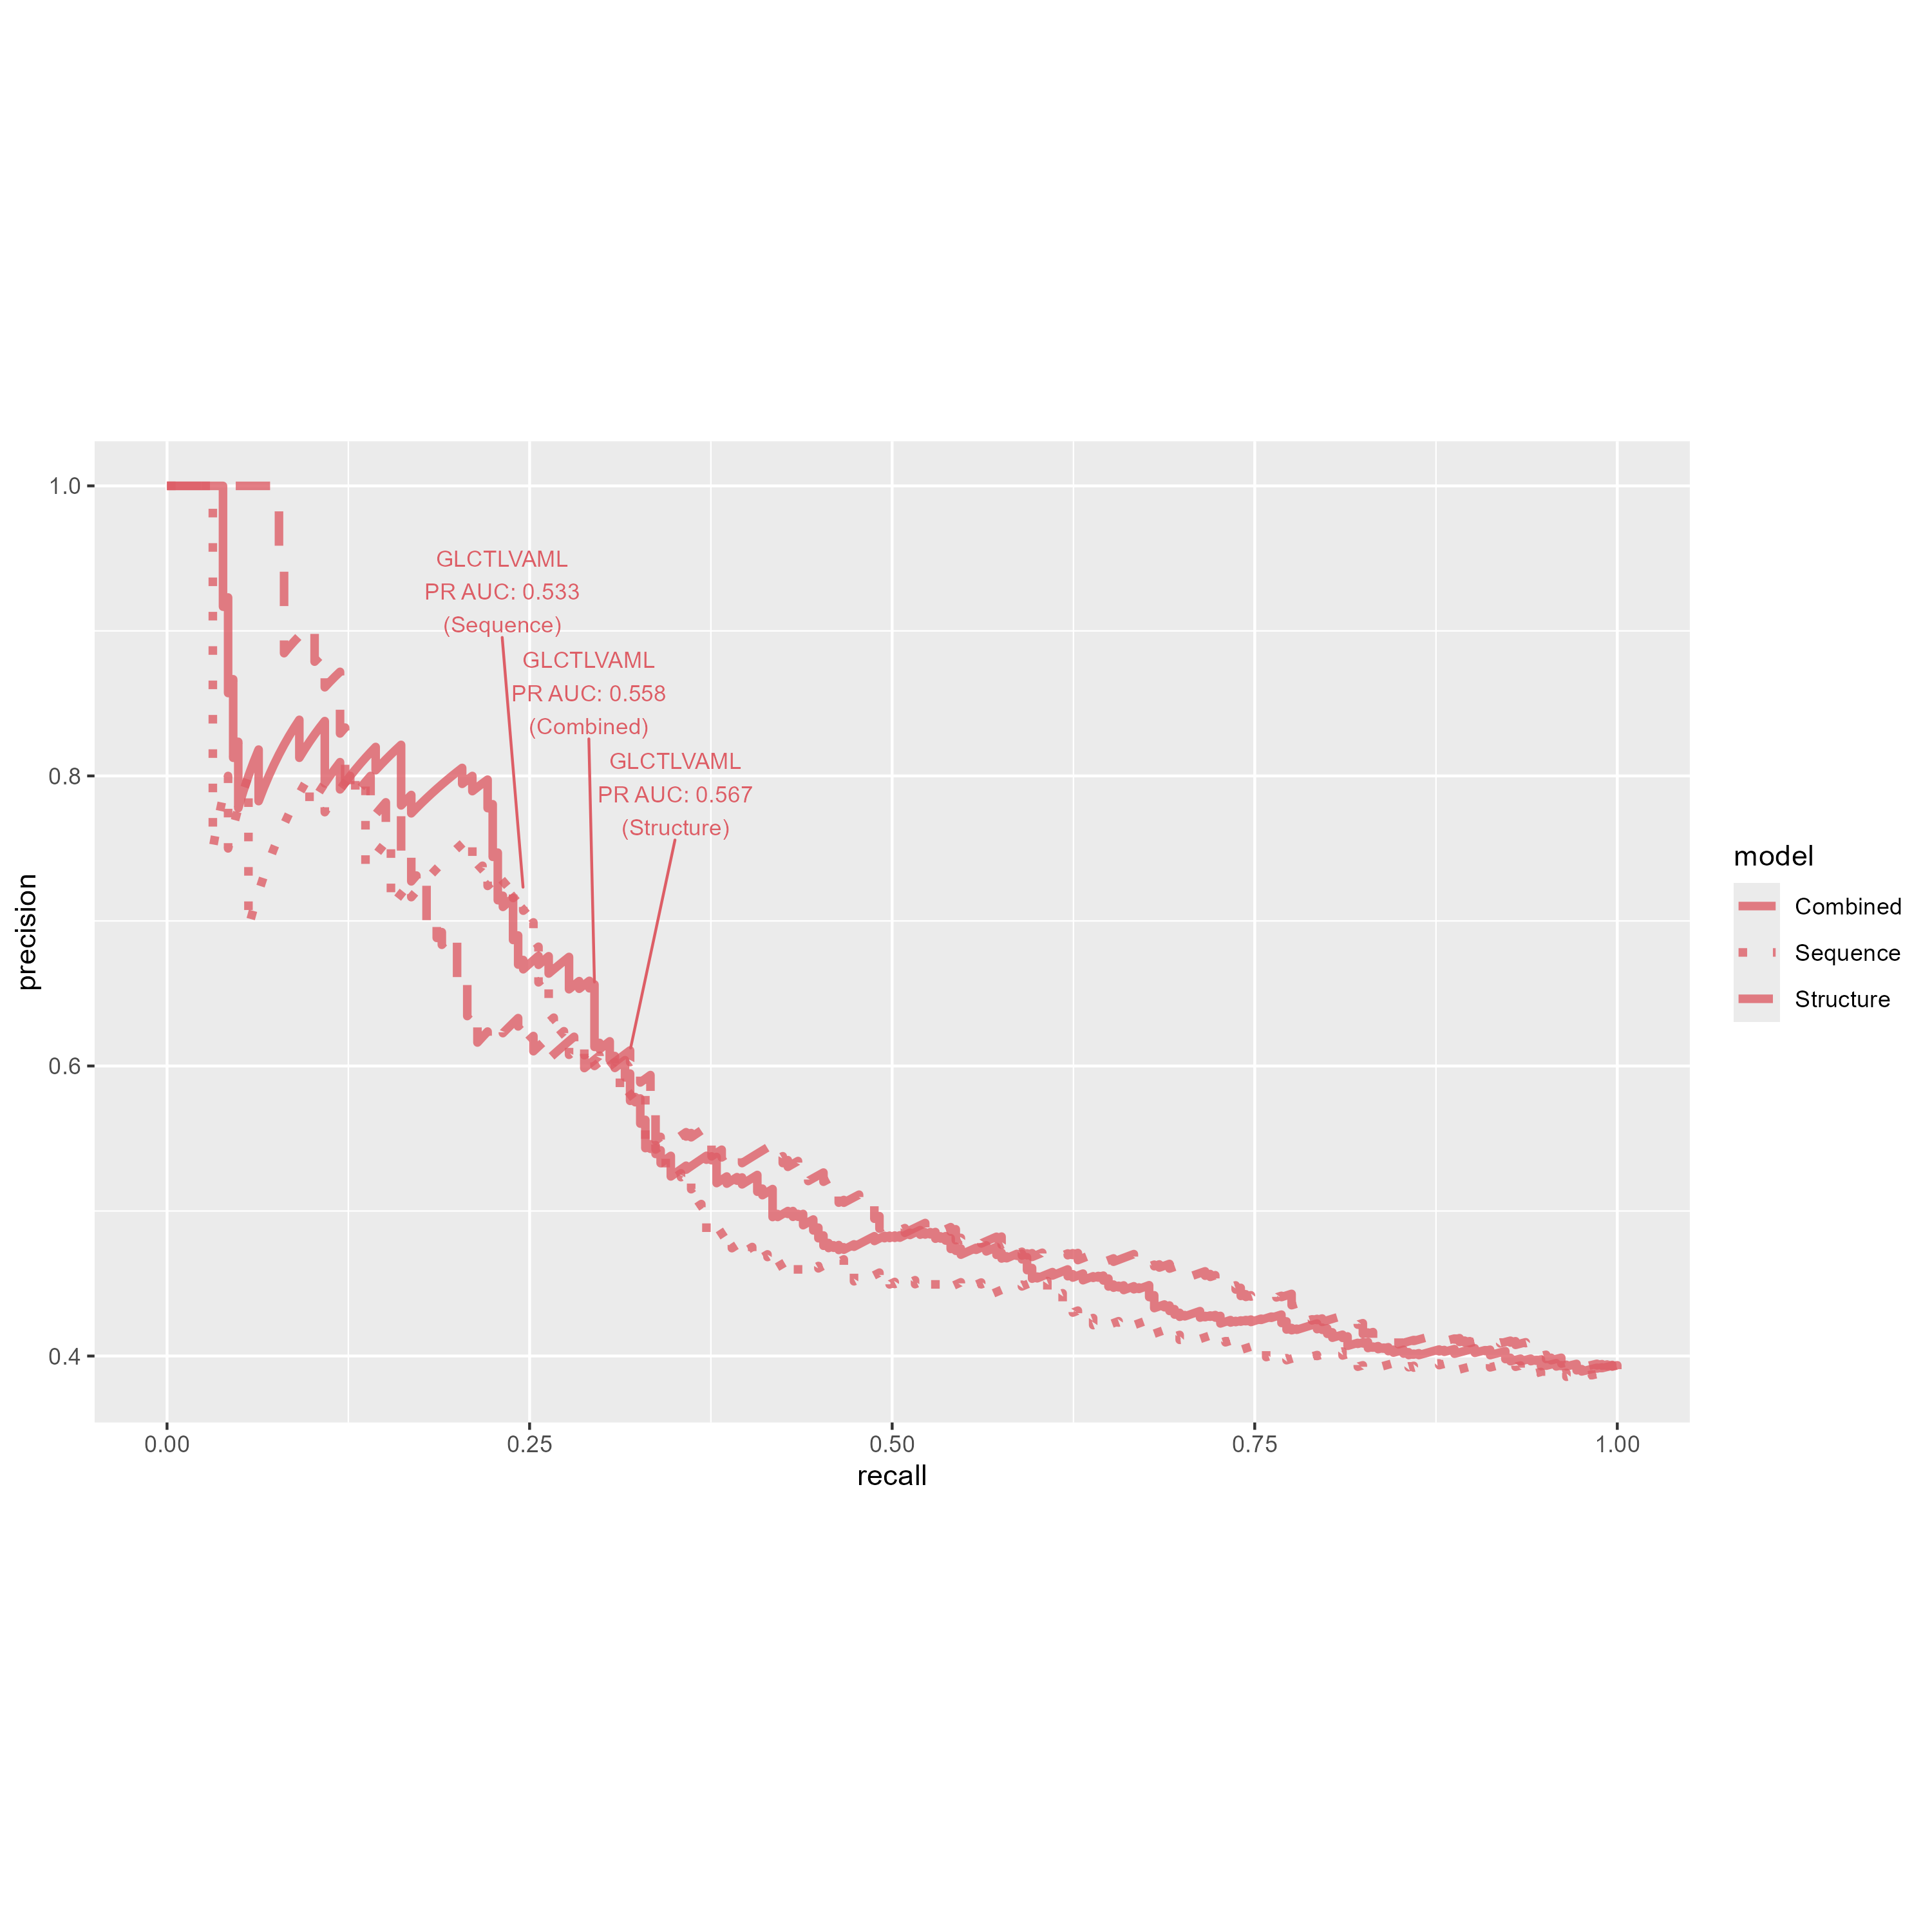 GLCTLVAML
PR AUC: 0.533
(Sequence)
GLCTLVAML
PR AUC: 0.558
(Combined)
GLCTLVAML
PR AUC: 0.567
(Structure)
1.0
0.8
0.6
0.4
precision
0.00 0.25 0.50 0.75 1.00
recall
model
Combined
Sequence
Structure